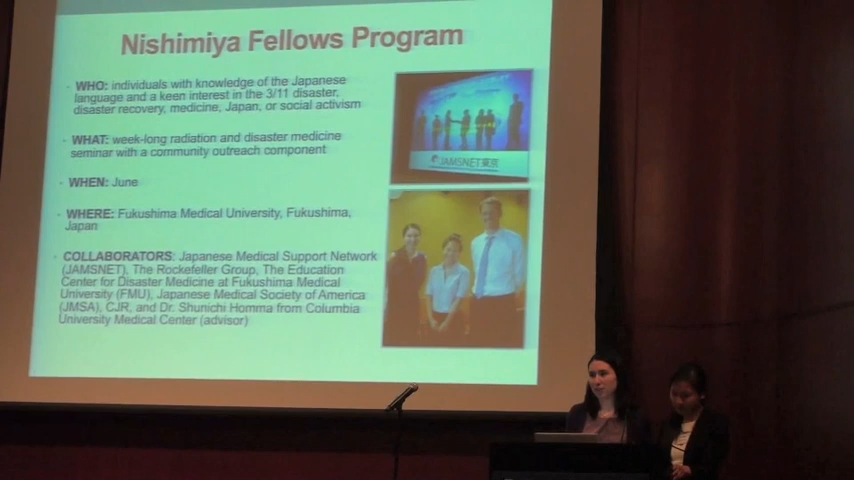 Nishimiya Fellows Program
WHO: individuals with knowledge of the Japanese
language and a keen interest in the 3/11 disaster,
disaster recovery, medicine, Japan, or social activism
WHAT: week-long radiation and disaster medicine
seminar with a community outreach component
WHEN: June
WHERE: Fukushima Medical University, Fukushima,
Japan
COLLABORATORS: Japanese Medical Support Network
(JAMSNET), The Rockefeller Group, The Education
Center for Disaster Medicine at Fukushima Medical
University (FMU), Japanese Medical Society of America
(JMSA), CJR, and Dr. Shunichi Homma from Columbia
University Medical Center (advisor)
JAMSNET東京